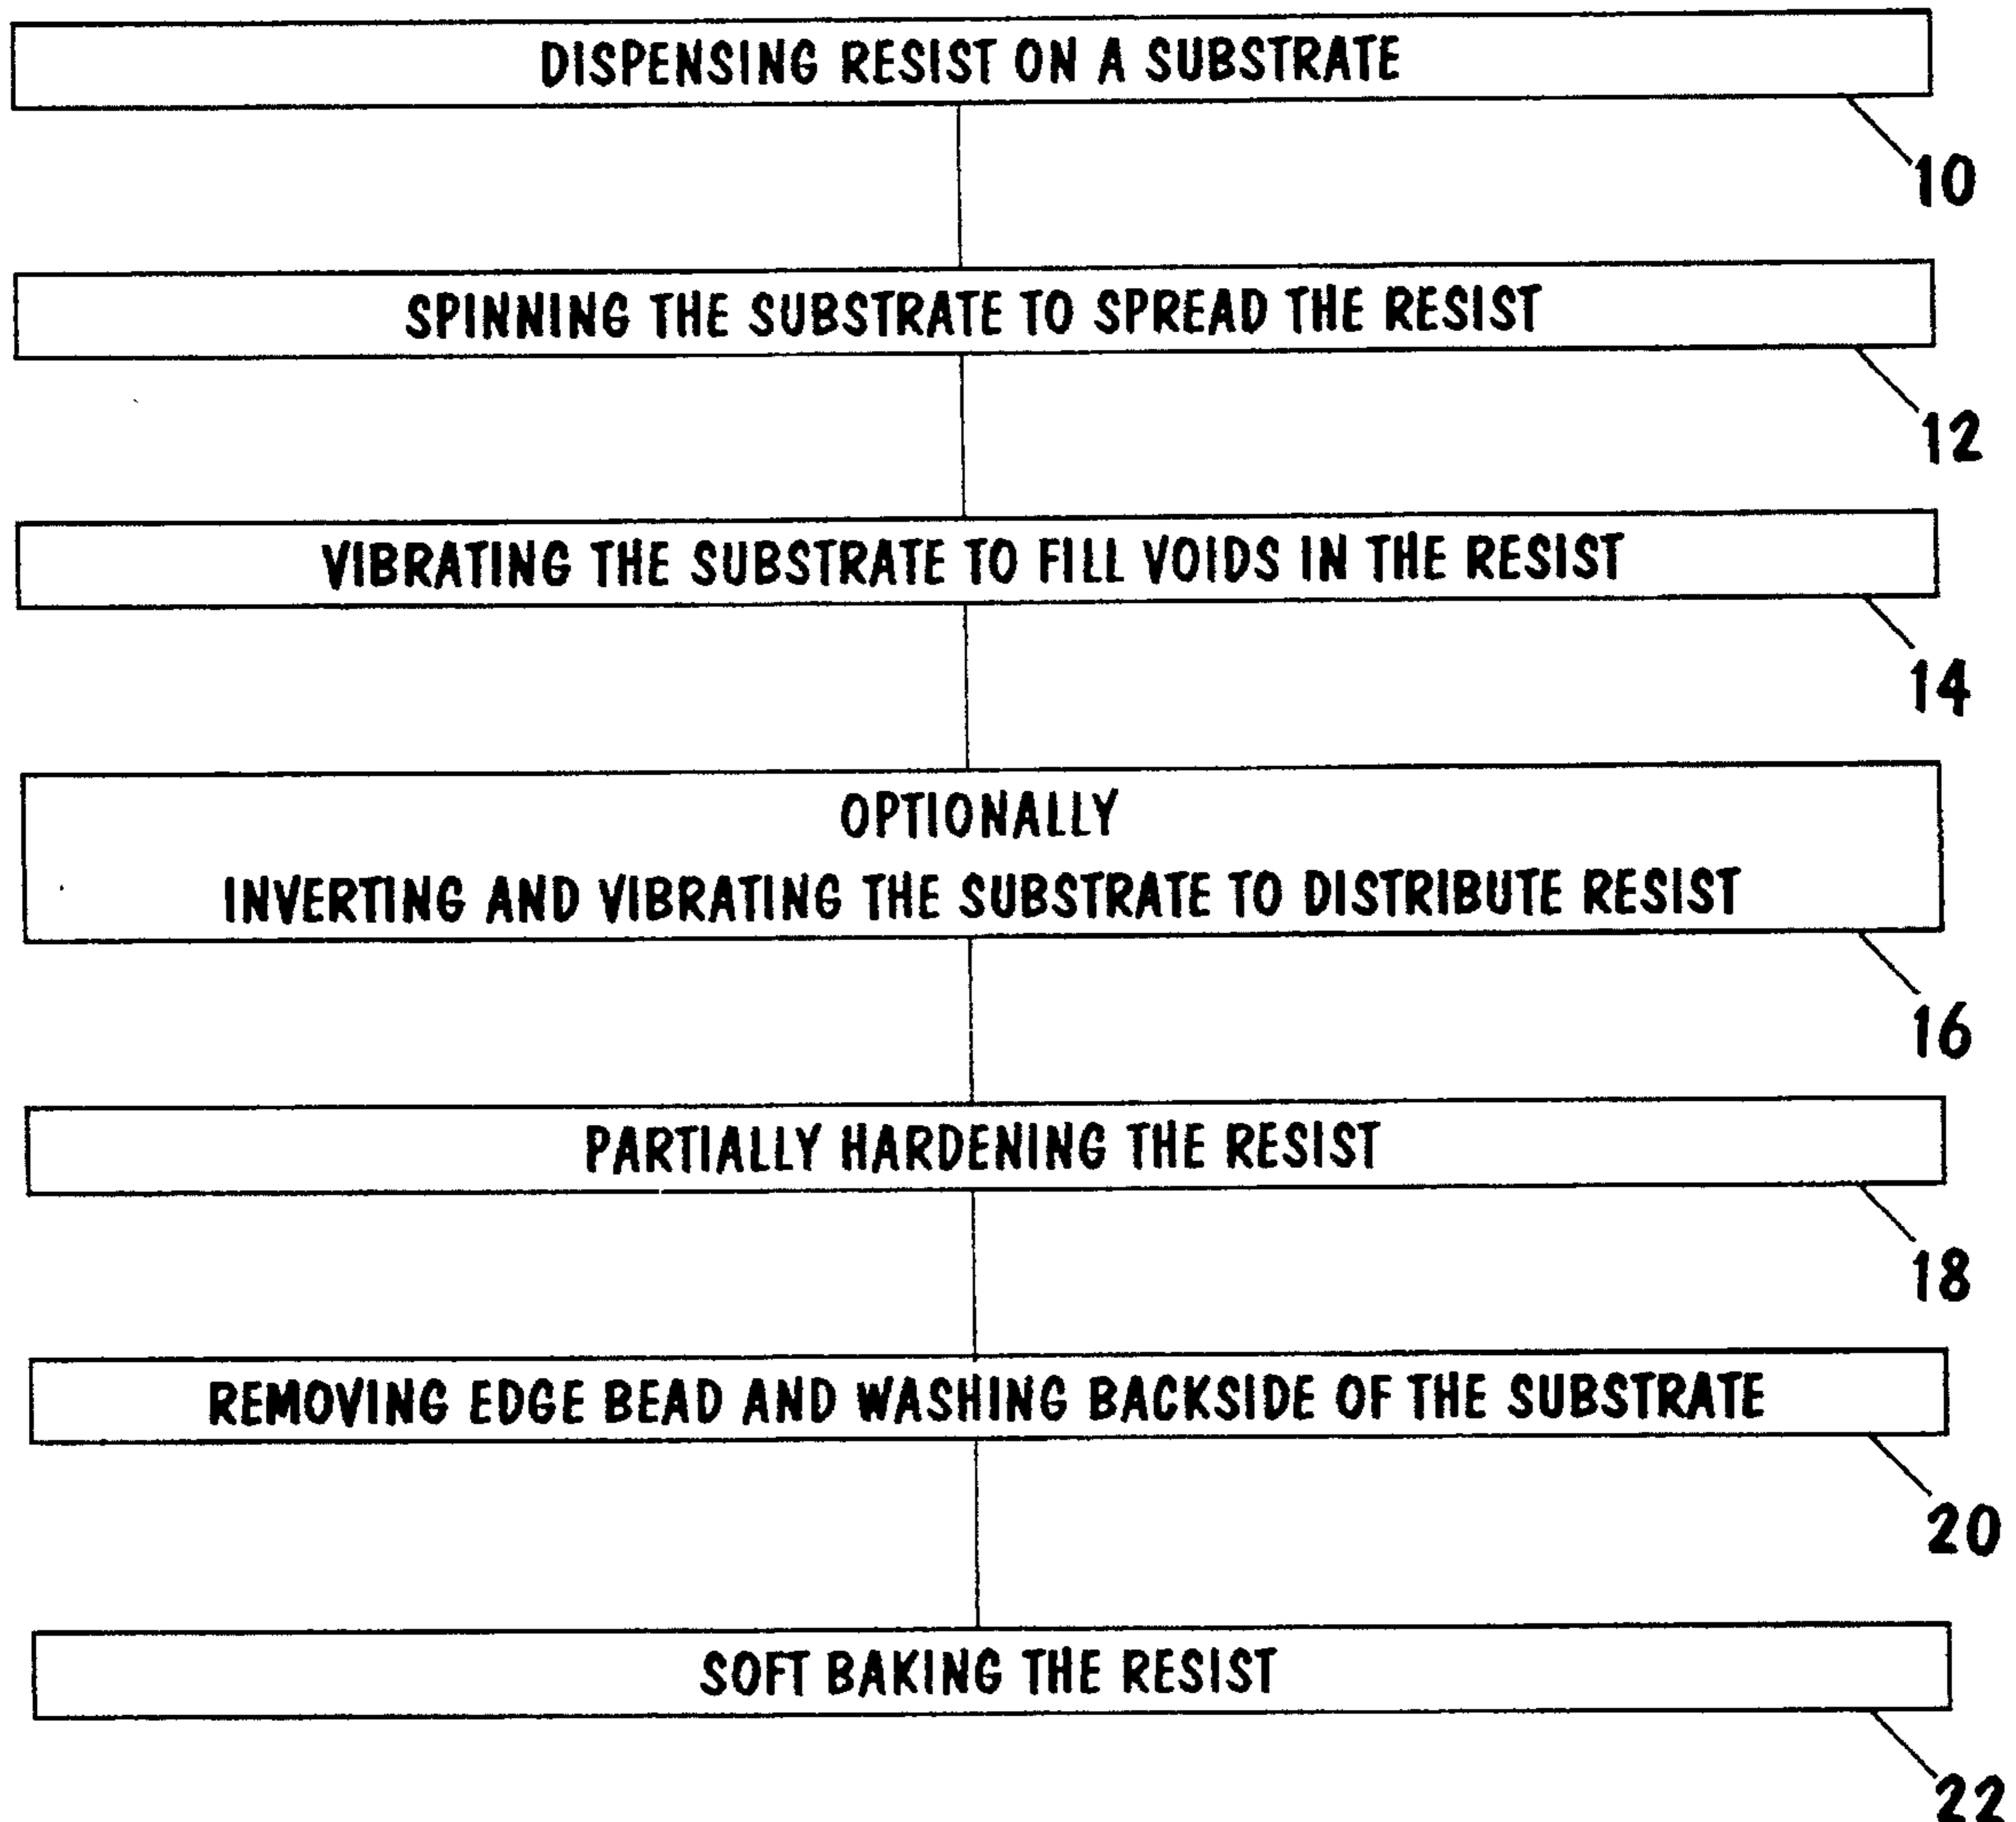 DISPENSING RESIST ON A SUBSTRATE
10
SPINNING THE SUBSTRATE TO SPREAD THE RESIST
12
VIBRATING THE SUBSTRATE TO FILL VOIDS IN THE RESIST
14
OPTIONALLY
INVERTING AND VIBRATING THE SUBSTRATE TO DISTRIBUTE RESIST
16
PARTIALLY HARDENING THE RESIST
18
REMOVING EDGE BEAD AND WASHING BACKSIDE OF THE SUBSTRATE
20
SOFT BAKING THE RESIST
22